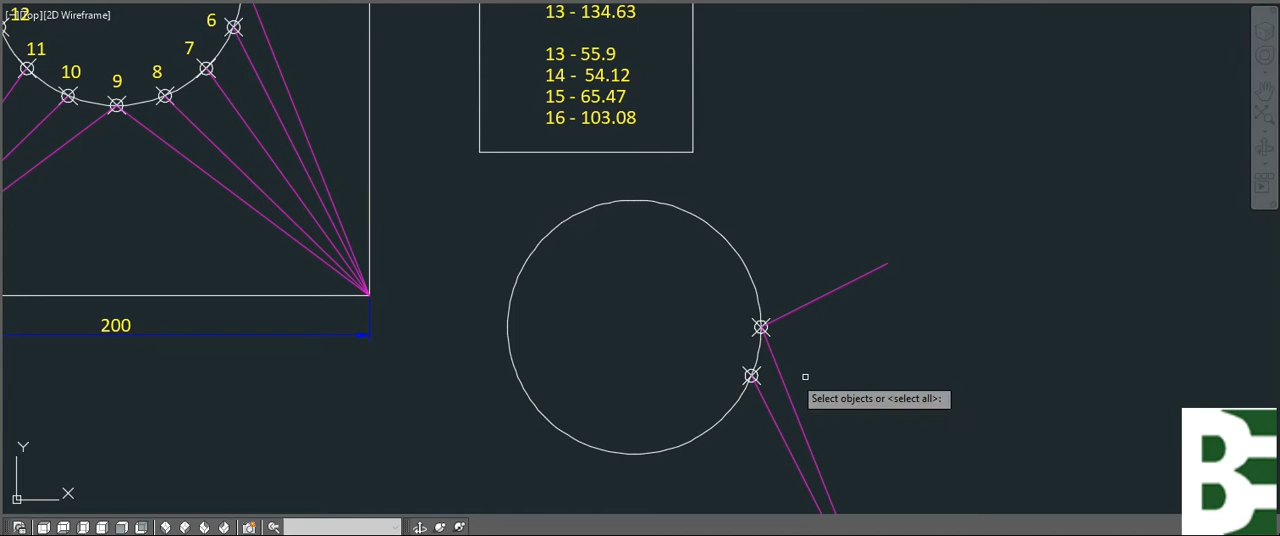 12
[−][Top][2D Wireframe]
6
13 - 134.63
11
7
13 - 55.9
10
9
8
14 - 54.12
15 - 65.47
16 - 103.08
200
Select objects or <select all>:
Y
X
B
E